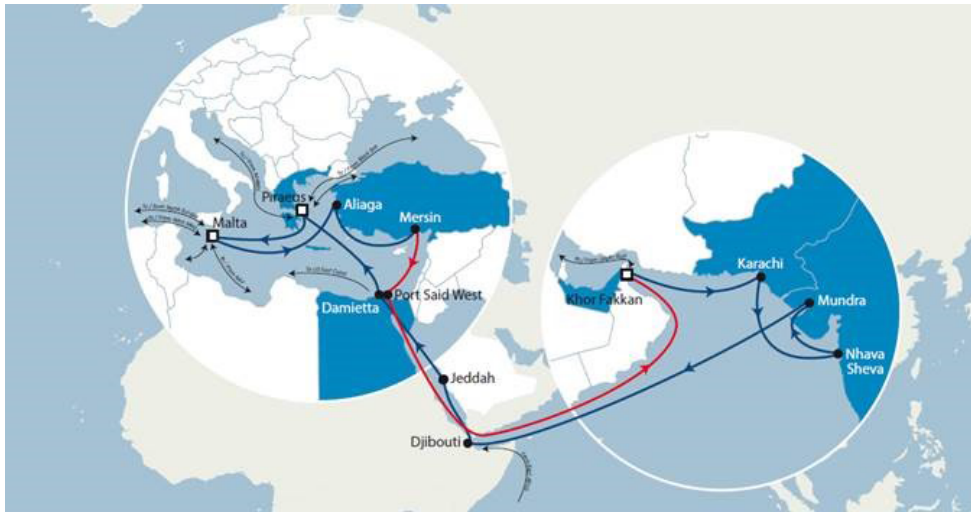 Piraeus
Aliaga
Malta
Mersin
Damietta
Port Said West
Jeddah
Djibouti
Khor Fakkan
Karachi
Mundra
Nhava
Sheva